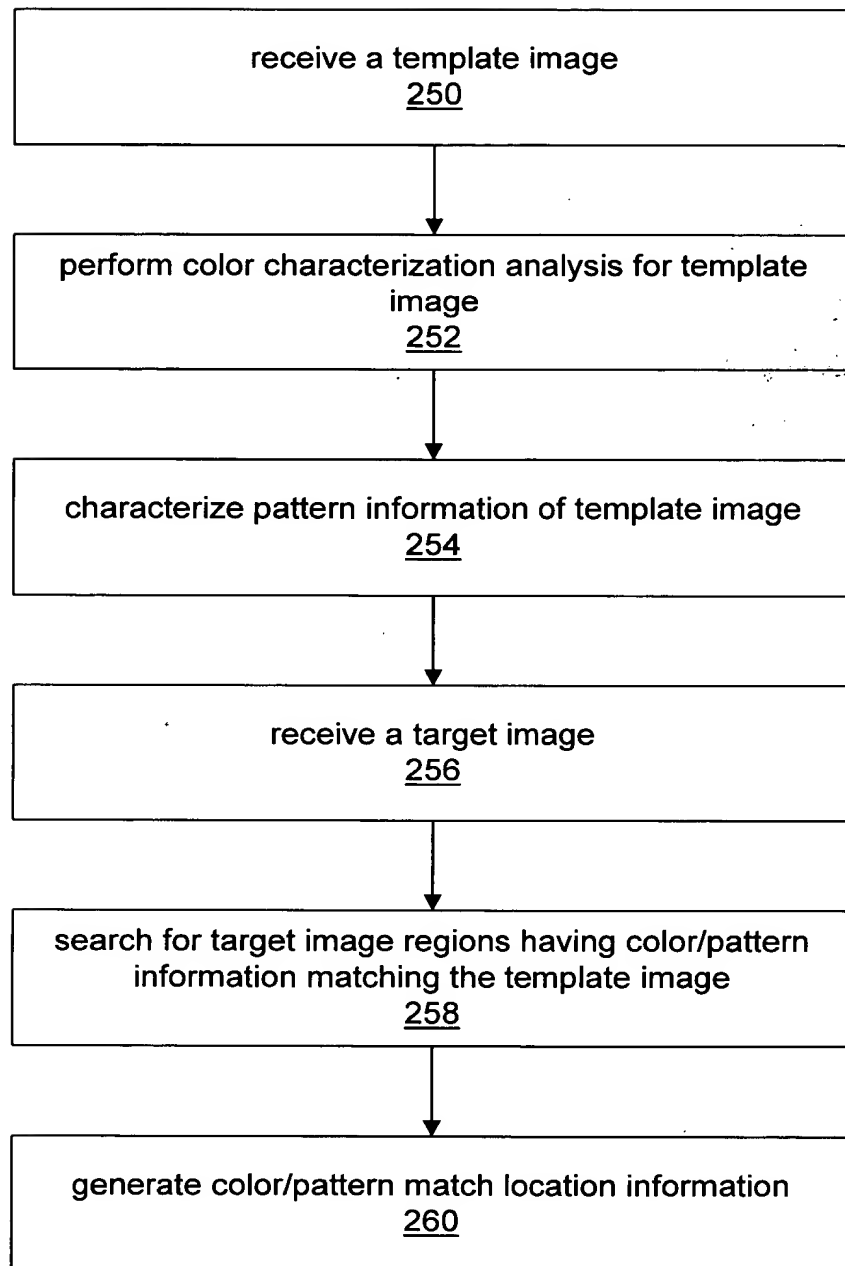 receive a template image
250
perform color characterization analysis for template
image
252
characterize pattern information of template image
254
receive a target image
256
search for target image regions having color/pattern
information matching the template image
258
generate color/pattern match location information
260